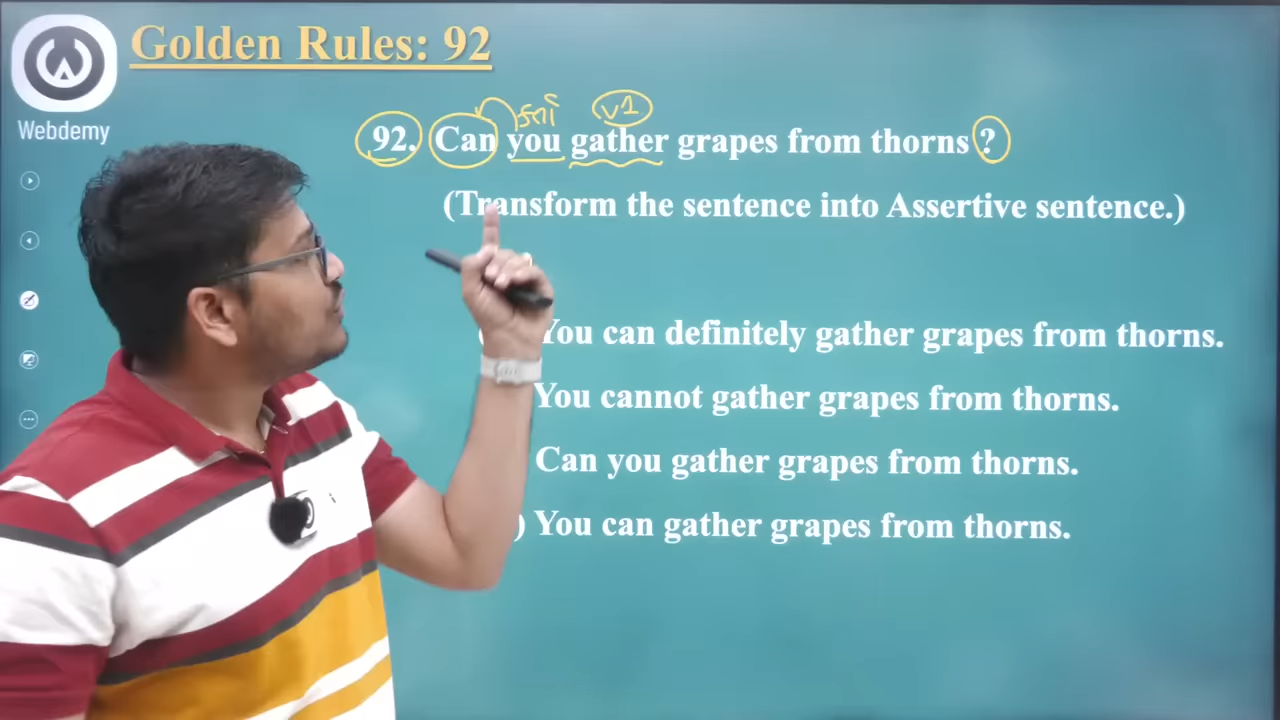 Golden Rules: 92
Webdemy
कर्ता V1
92. Can you gather grapes from thorns ?
(Transform the sentence into Assertive sentence.)
You can definitely gather grapes from thorns.
You cannot gather grapes from thorns.
Can you gather grapes from thorns.
) You can gather grapes from thorns.